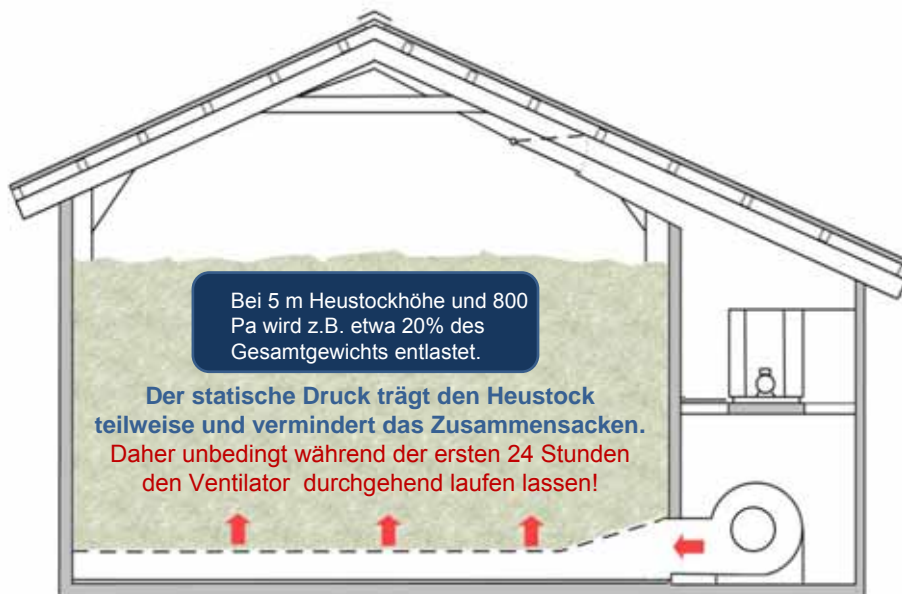 Bei 5 m Heustockhöhe und 800
Pa wird z.B. etwa 20% des
Gesamtgewichts entlastet.
Der statische Druck trägt den Heustock
teilweise und vermindert das Zusammensacken.
Daher unbedingt während der ersten 24 Stunden
den Ventilator durchgehend laufen lassen!